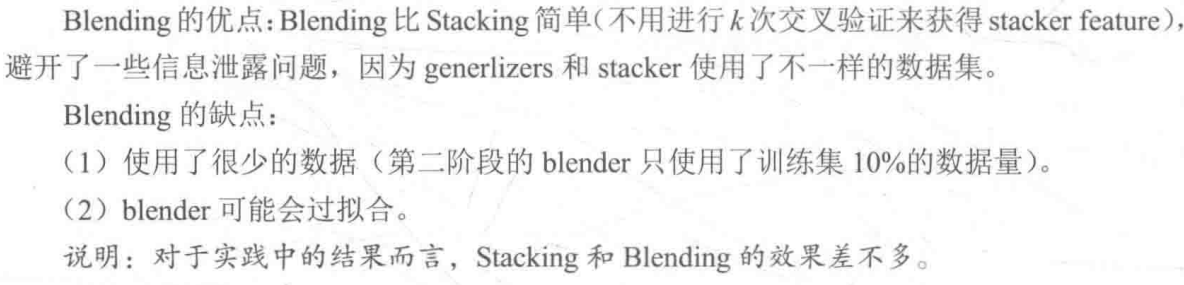 Blending 的优点：Blending 比 Stacking 简单（不用进行 k 次交叉验证来获得 stacker feature），
避开了一些信息泄露问题，因为 generlizers 和 stacker 使用了不一样的数据集。
Blending 的缺点：
（1）使用了很少的数据（第二阶段的 blender 只使用了训练集 10%的数据量）。
（2）blender 可能会过拟合。
说明：对于实践中的结果而言，Stacking 和 Blending 的效果差不多。